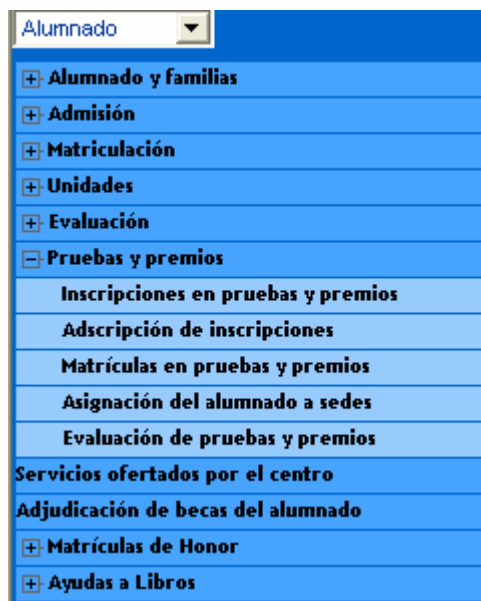 Alumnado
Alumnado y familias
Admisión
Matriculación
Unidades
Evaluación
Pruebas y premios
Inscripciones en pruebas y premios
Adscripción de inscripciones
Matrículas en pruebas y premios
Asignación del alumnado a sedes
Evaluación de pruebas y premios
Servicios ofertados por el centro
Adjudicación de becas del alumnado
Matrículas de Honor
Ayudas a Libros